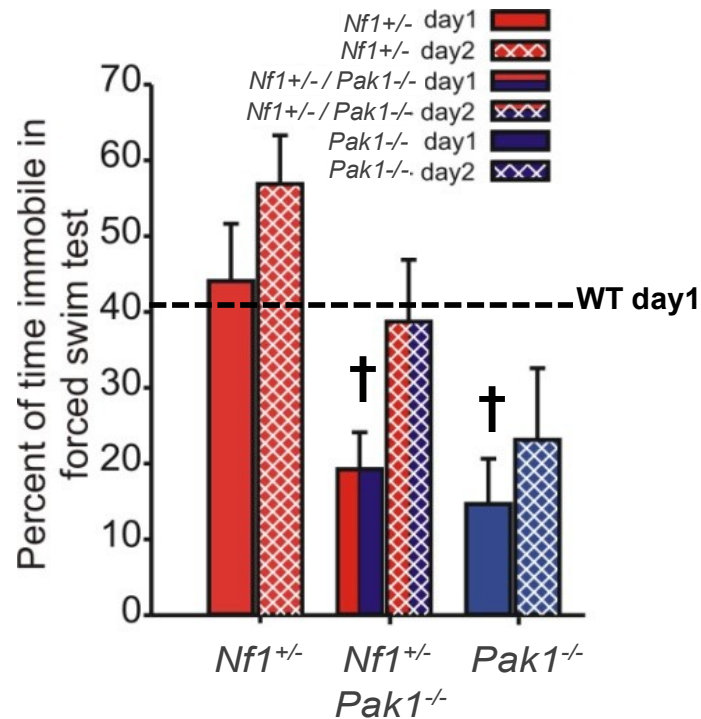 Nf1+/- day1
Nf1+/- day2
Nf1+/- / Pak1-/- day1
Nf1+/- / Pak1-/- day2
Pak1-/- day1
Pak1-/-· day2
Percent of time immobile in
forced swim test
70
60
50
40
30
20
10
0
WT day1
†
†
Nf1+/- Nf1+/- Pak1-/-
Pak1-/-